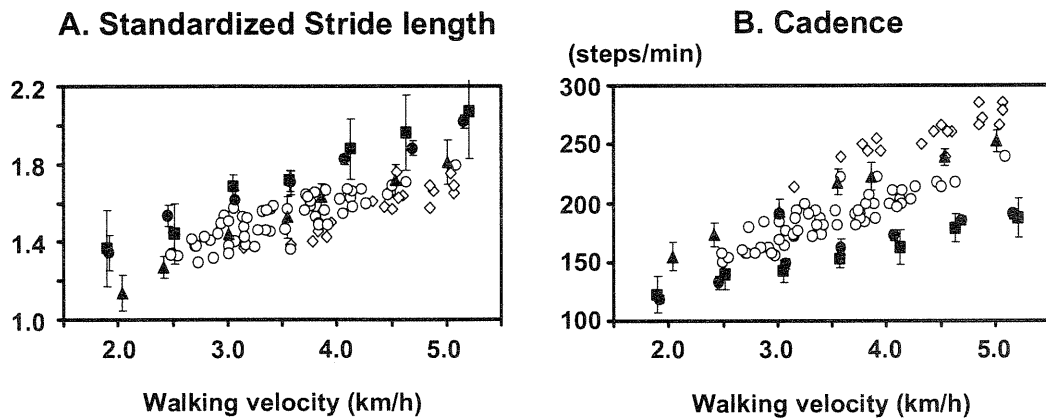 A. Standardized Stride length
2.2
1.8
1.4
1.0
2.0 3.0 4.0 5.0
Walking velocity (km/h)
B. Cadence
(steps/min)
300
250
200
150
100
2.0 3.0 4.0 5.0
Walking velocity (km/h)